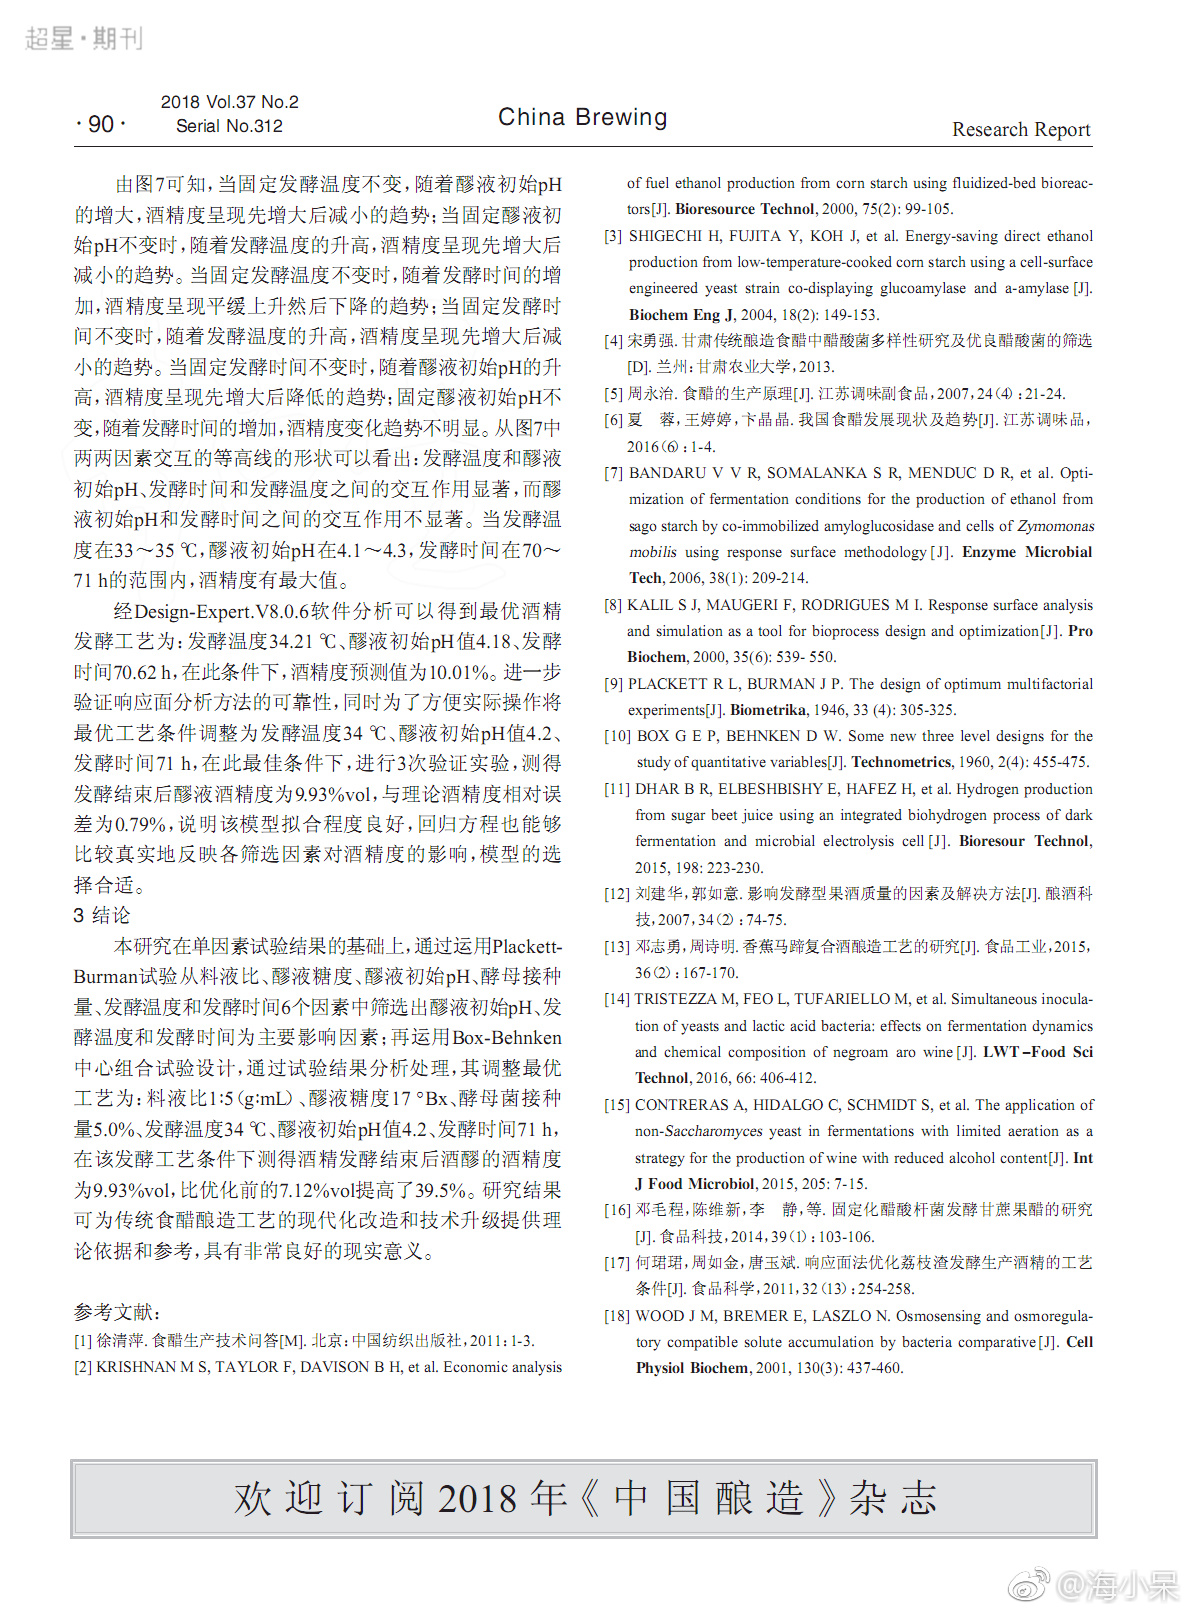 超星·期刊
·90·
2018 Vol.37 No.2
Serial No.312
China Brewing
Research Report
由图7可知,当固定发酵温度不变,随着醪液初始pH
的增大,酒精度呈现先增大后减小的趋势;当固定醪液初
始pH不变时,随着发酵温度的升高,酒精度呈现先增大后
减小的趋势。当固定发酵温度不变时,随着发酵时间的增
加,酒精度呈现平缓上升然后下降的趋势;当固定发酵时
间不变时,随着发酵温度的升高,酒精度呈现先增大后减
小的趋势。当固定发酵时间不变时,随着醪液初始pH的升
高,酒精度呈现先增大后降低的趋势;固定醪液初始pH不
变,随着发酵时间的增加,酒精度变化趋势不明显。从图7中
两两因素交互的等高线的形状可以看出:发酵温度和醪液
初始pH、发酵时间和发酵温度之间的交互作用显著,而醪
液初始pH和发酵时间之间的交互作用不显著。当发酵温
度在33～35 ℃,醪液初始pH在4.1～4.3,发酵时间在70～
71 h的范围内,酒精度有最大值。
经Design-Expert.V8.0.6软件分析可以得到最优酒精
发酵工艺为:发酵温度34.21 ℃、醪液初始pH值4.18、发酵
时间70.62 h,在此条件下,酒精度预测值为10.01%。进一步
验证响应面分析方法的可靠性,同时为了方便实际操作将
最优工艺条件调整为发酵温度34 ℃、醪液初始pH值4.2、
发酵时间71 h,在此最佳条件下,进行3次验证实验,测得
发酵结束后醪液酒精度为9.93%vol,与理论酒精度相对误
差为0.79%,说明该模型拟合程度良好,回归方程也能够
比较真实地反映各筛选因素对酒精度的影响,模型的选
择合适。
3 结论
本研究在单因素试验结果的基础上,通过运用Plackett-
Burman试验从料液比、醪液糖度、醪液初始pH、酵母接种
量、发酵温度和发酵时间6个因素中筛选出醪液初始pH、发
酵温度和发酵时间为主要影响因素;再运用Box-Behnken
中心组合试验设计,通过试验结果分析处理,其调整最优
工艺为:料液比1∶5(g∶mL)、醪液糖度17 °Bx、酵母菌接种
量5.0%、发酵温度34 ℃、醪液初始pH值4.2、发酵时间71 h,
在该发酵工艺条件下测得酒精发酵结束后酒醪的酒精度
为9.93%vol,比优化前的7.12%vol提高了39.5%。研究结果
可为传统食醋酿造工艺的现代化改造和技术升级提供理
论依据和参考,具有非常良好的现实意义。
参考文献:
[1] 徐清萍. 食醋生产技术问答[M]. 北京:中国纺织出版社,2011:1-3.
[2] KRISHNAN M S, TAYLOR F, DAVISON B H, et al. Economic analysis
of fuel ethanol production from corn starch using fluidized-bed bioreac-
tors[J]. Bioresource Technol, 2000, 75(2): 99-105.
[3] SHIGECHI H, FUJITA Y, KOH J, et al. Energy-saving direct ethanol
production from low-temperature-cooked corn starch using a cell-surface
engineered yeast strain co-displaying glucoamylase and a-amylase [J].
Biochem Eng J, 2004, 18(2): 149-153.
[4] 宋勇强. 甘肃传统酿造食醋中醋酸菌多样性研究及优良醋酸菌的筛选
[D]. 兰州:甘肃农业大学,2013.
[5] 周永治. 食醋的生产原理[J]. 江苏调味副食品,2007,24(4):21-24.
[6] 夏　蓉,王婷婷,卞晶晶. 我国食醋发展现状及趋势[J]. 江苏调味品,
2016(6):1-4.
[7] BANDARU V V R, SOMALANKA S R, MENDUC D R, et al. Opti-
mization of fermentation conditions for the production of ethanol from
sago starch by co-immobilized amyloglucosidase and cells of Zymomonas
mobilis using response surface methodology [J]. Enzyme Microbial
Tech, 2006, 38(1): 209-214.
[8] KALIL S J, MAUGERI F, RODRIGUES M I. Response surface analysis
and simulation as a tool for bioprocess design and optimization[J]. Pro
Biochem, 2000, 35(6): 539- 550.
[9] PLACKETT R L, BURMAN J P. The design of optimum multifactorial
experiments[J]. Biometrika, 1946, 33 (4): 305-325.
[10] BOX G E P, BEHNKEN D W. Some new three level designs for the
study of quantitative variables[J]. Technometrics, 1960, 2(4): 455-475.
[11] DHAR B R, ELBESHBISHY E, HAFEZ H, et al. Hydrogen production
from sugar beet juice using an integrated biohydrogen process of dark
fermentation and microbial electrolysis cell [J]. Bioresour Technol,
2015, 198: 223-230.
[12] 刘建华,郭如意. 影响发酵型果酒质量的因素及解决方法[J]. 酿酒科
技,2007,34(2):74-75.
[13] 邓志勇,周诗明. 香蕉马蹄复合酒酿造工艺的研究[J]. 食品工业,2015,
36(2):167-170.
[14] TRISTEZZA M, FEO L, TUFARIELLO M, et al. Simultaneous inocula-
tion of yeasts and lactic acid bacteria: effects on fermentation dynamics
and chemical composition of negroam aro wine [J]. LWT-Food Sci
Technol, 2016, 66: 406-412.
[15] CONTRERAS A, HIDALGO C, SCHMIDT S, et al. The application of
non-Saccharomyces yeast in fermentations with limited aeration as a
strategy for the production of wine with reduced alcohol content[J]. Int
J Food Microbiol, 2015, 205: 7-15.
[16] 邓毛程,陈维新,李　静,等. 固定化醋酸杆菌发酵甘蔗果醋的研究
[J]. 食品科技,2014,39(1):103-106.
[17] 何珺珺,周如金,唐玉斌. 响应面法优化荔枝渣发酵生产酒精的工艺
条件[J]. 食品科学,2011,32(13):254-258.
[18] WOOD J M, BREMER E, LASZLO N. Osmosensing and osmoregula-
tory compatible solute accumulation by bacteria comparative [J]. Cell
Physiol Biochem, 2001, 130(3): 437-460.
欢迎订阅2018年《中国酿造》杂志
@海小呆